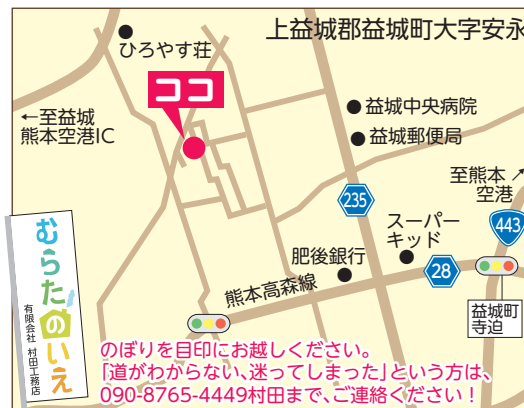 上益城郡益城町大字安永
ひろやす荘
ココ
←至益城
熊本空港IC
益城中央病院
益城郵便局
至熊本↗
空港
235
スーパー
キッド
443
肥後銀行
28
熊本高森線
益城町
寺迫
むらたのいえ
有限会社 村田工務店
のぼりを目印にお越しください。
「道がわからない、迷ってしまった」という方は、
090-8765-4449村田まで、ご連絡ください！